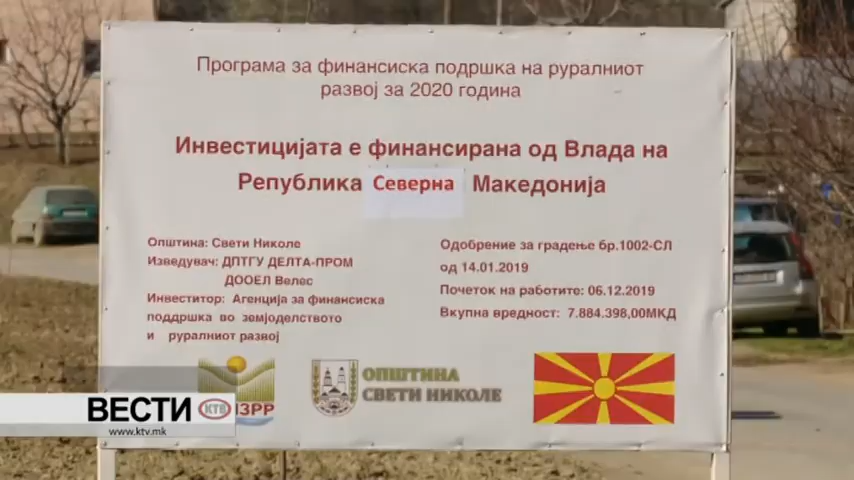 Програма за финансиска подршка на руралниот
развој за 2020 година
Инвестицијата е финансирана од Влада на
Република Северна Македонија
Општина: Свети Николе
Изведувач: ДПТГУ ДЕЛТА-ПРОМ
ДООЕЛ Велес
Инвеститор: Агенција за финансиска
поддршка во земјоделството
и руралниот развој
Одобрение за градење бр.1002-СЛ
од 14.01.2019
Почеток на работите: 06.12.2019
Вкупна вредност: 7.884.398,00МКД
ОПШТИНА
СВЕТИ НИКОЛЕ
ВЕСТИ КТВ
www.ktv.mk